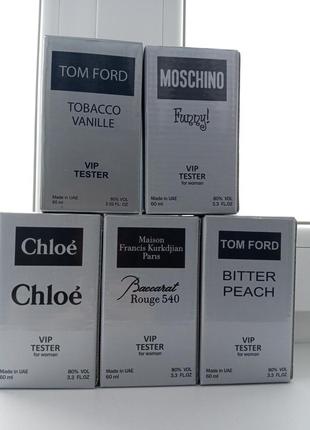 TOM FORD
TOBACCO
VANILLE
VIP
TESTER
Made in UAE
60 ml
80% VOL
MOSCHINO
Funny!
VIP
TESTER
for woman
Made in UAE
60 ml
80% VOL
3.3 FL.OZ
Chloé
Chloé
VIP
TESTER
for woman
Made in UAE
60 ml
80% VOL
3.3 FL.OZ
Maison
Francis Kurkdjian
Paris
Baccarat
Rouge 540
VIP
TESTER
for woman
Made in UAE
60 ml
80% VOL
3.3 FL.OZ
TOM FORD
BITTER
PEACH
VIP
TESTER
Made in UAE
60 ml
80% VOL
3.3 FL.OZ